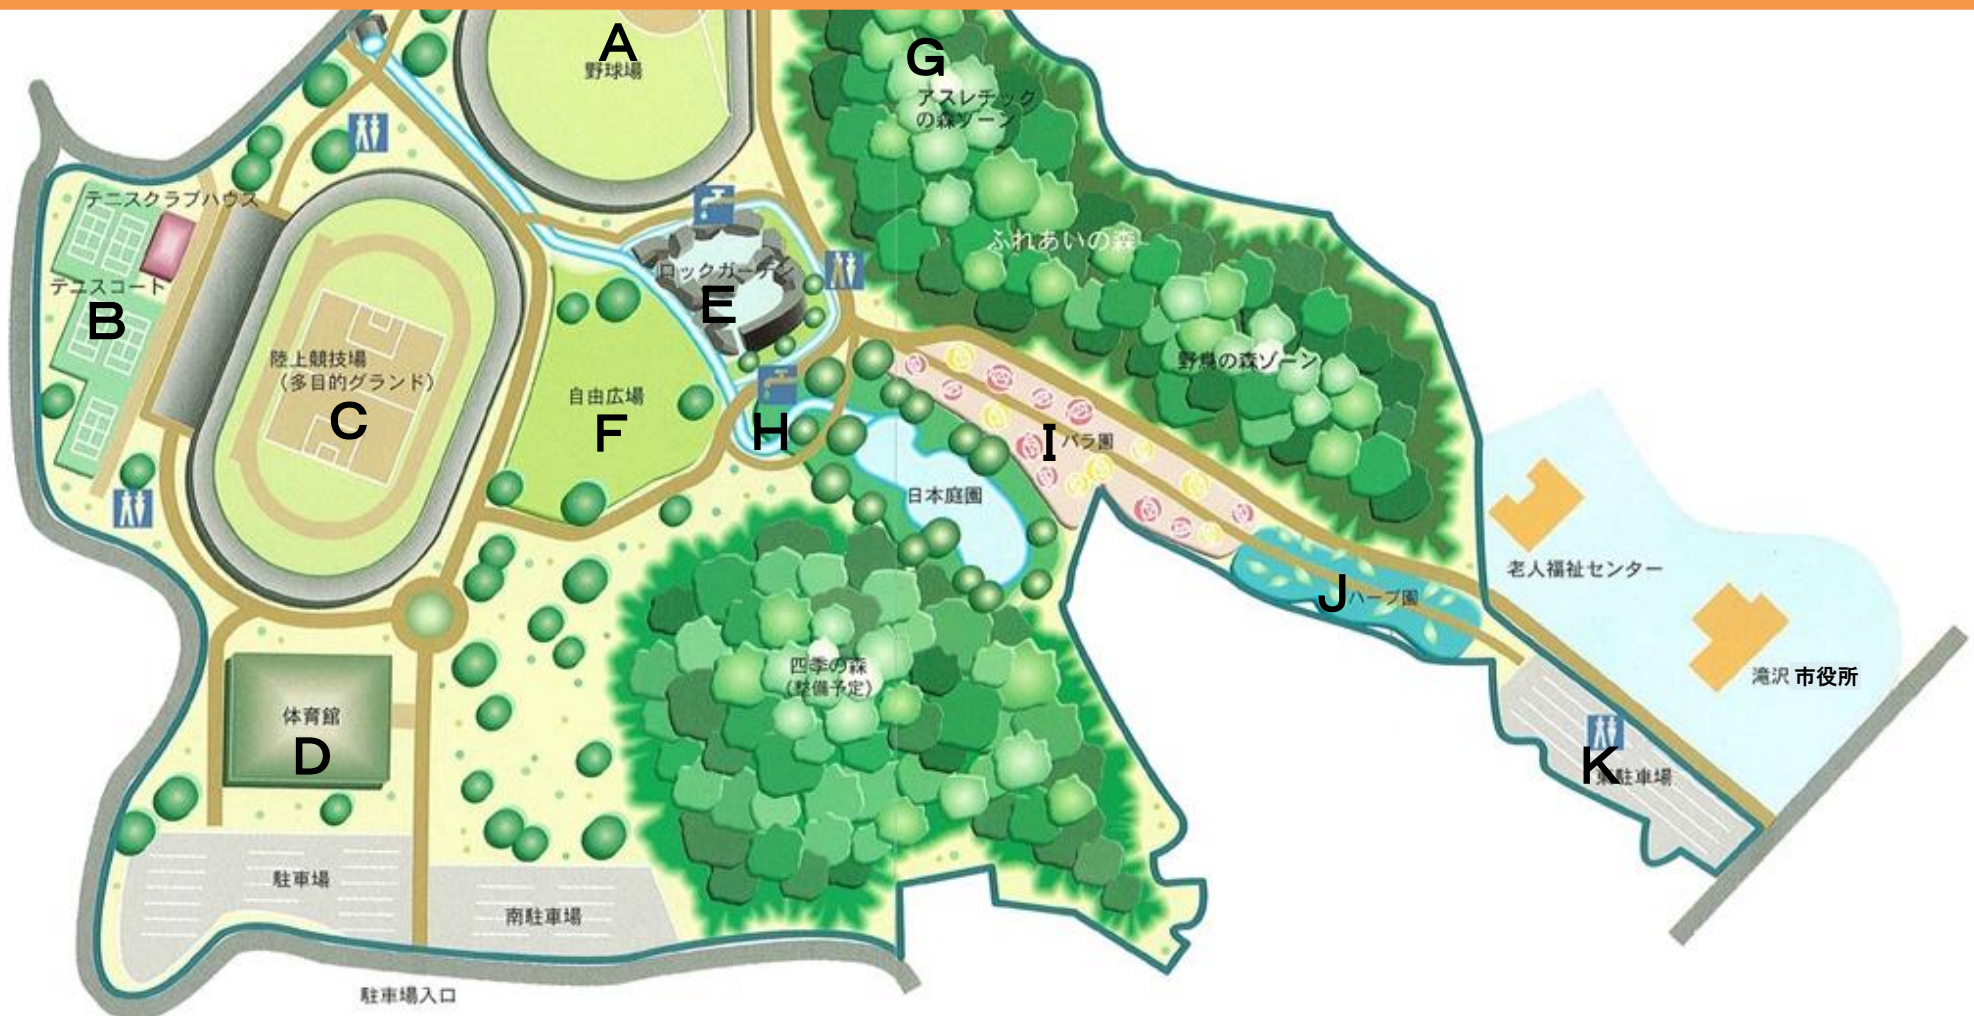 A
野球場
G
アスレチック
の森ゾーン
テニスクラブハウス
ふれあいの森
ロックガーデン
E
テニスコート
B
陸上競技場
（多目的グランド）
C
自由広場
F
H
野鳥の森ゾーン
I バラ園
日本庭園
老人福祉センター
J ハーブ園
四季の森
（整備予定）
滝沢 市役所
体育館
D
K
東駐車場
駐車場
南駐車場
駐車場入口